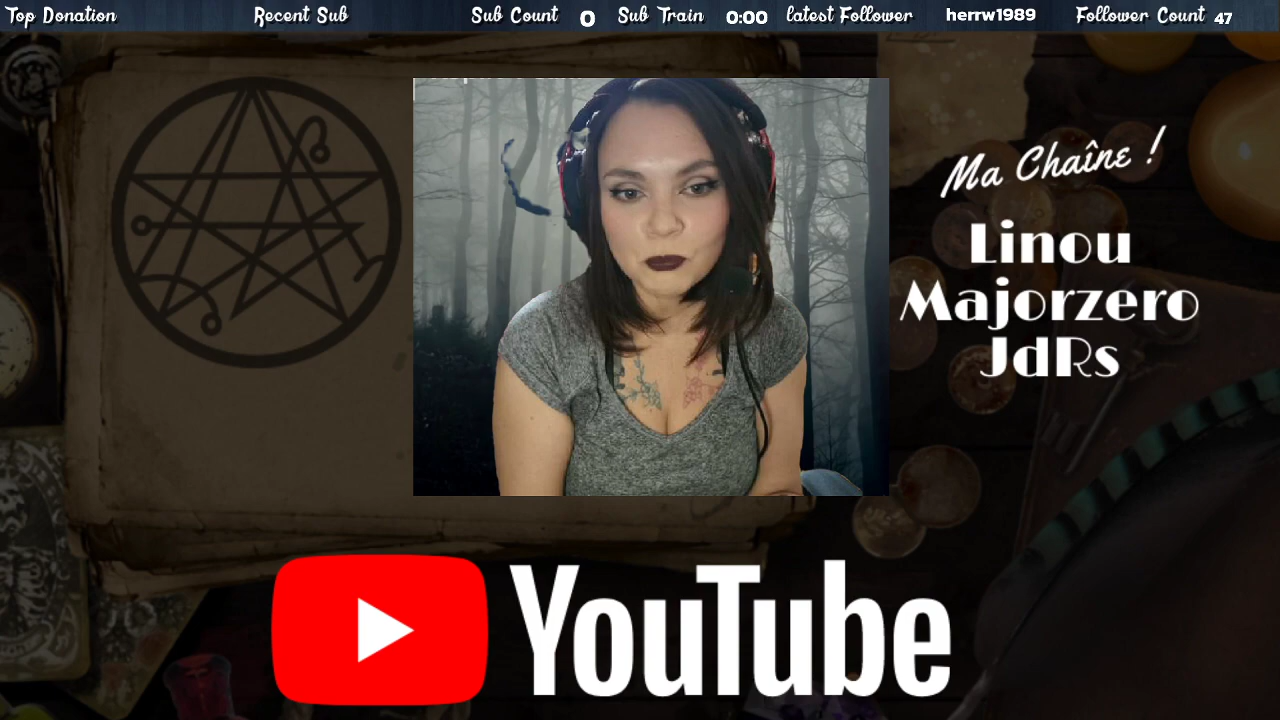 Top Donation Recent Sub Sub Count 0 Sub Train 0:00 latest Follower herrw1989 Follower Count 47
Ma Chaîne !
Linou
Majorzero
JdRs
YouTube